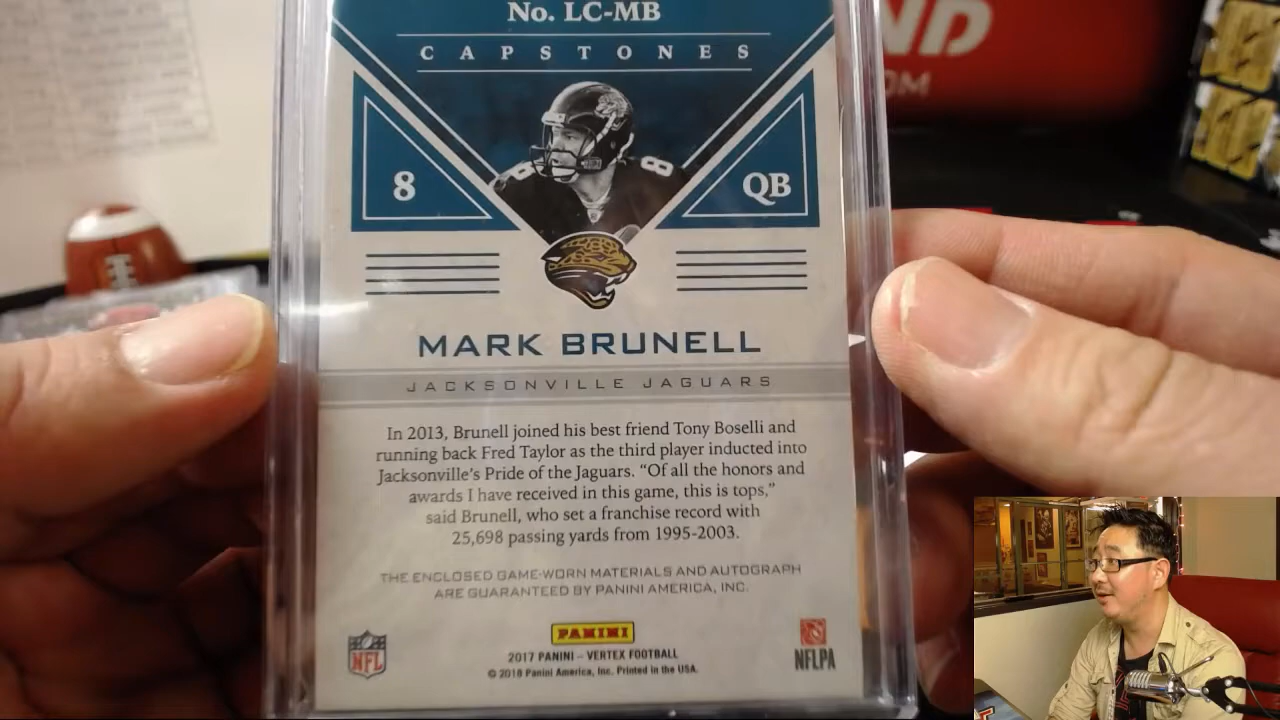 No. LC-MB
CAPSTONES
8
QB
8
8
MARK BRUNELL
JACKSONVILLE JAGUARS
In 2013, Brunell joined his best friend Tony Boselli and
running back Fred Taylor as the third player inducted into
Jacksonville's Pride of the Jaguars. “Of all the honors and
awards I have received in this game, this is tops,”
said Brunell, who set a franchise record with
25,698 passing yards from 1995-2003.
THE ENCLOSED GAME-WORN MATERIALS AND AUTOGRAPH
ARE GUARANTEED BY PANINI AMERICA, INC.
PANINI
2017 PANINI – VERTEX FOOTBALL
© 2018 Panini America, Inc. Printed in the USA.
NFL
NFLPA
ND
OM